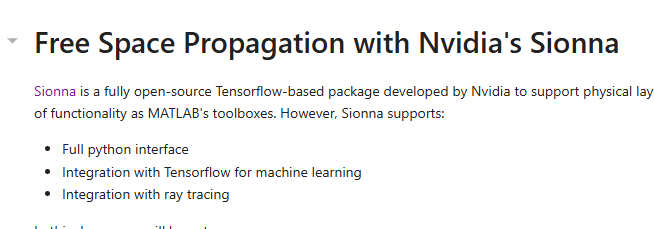 Free Space Propagation with Nvidia's Sionna
Sionna is a fully open-source Tensorflow-based package developed by Nvidia to support physical lay
of functionality as MATLAB's toolboxes. However, Sionna supports:
• Full python interface
• Integration with Tensorflow for machine learning
• Integration with ray tracing